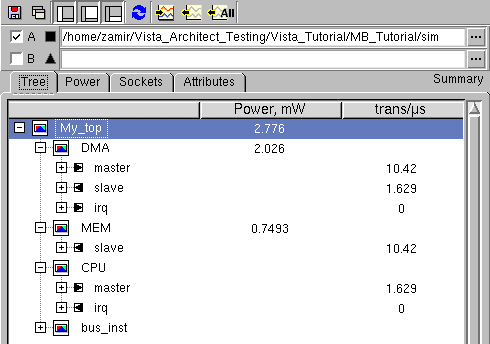 All
A /home/zamir/Vista_Architect_Testing/Vista_Tutorial/MB_Tutorial/sim ...
B ...
Tree Power Sockets Attributes Summary
Power, mW trans/µs
My_top 2.776
DMA 2.026
master 10.42
slave 1.629
irq 0
MEM 0.7493
slave 10.42
CPU
master 1.629
irq 0
bus_inst